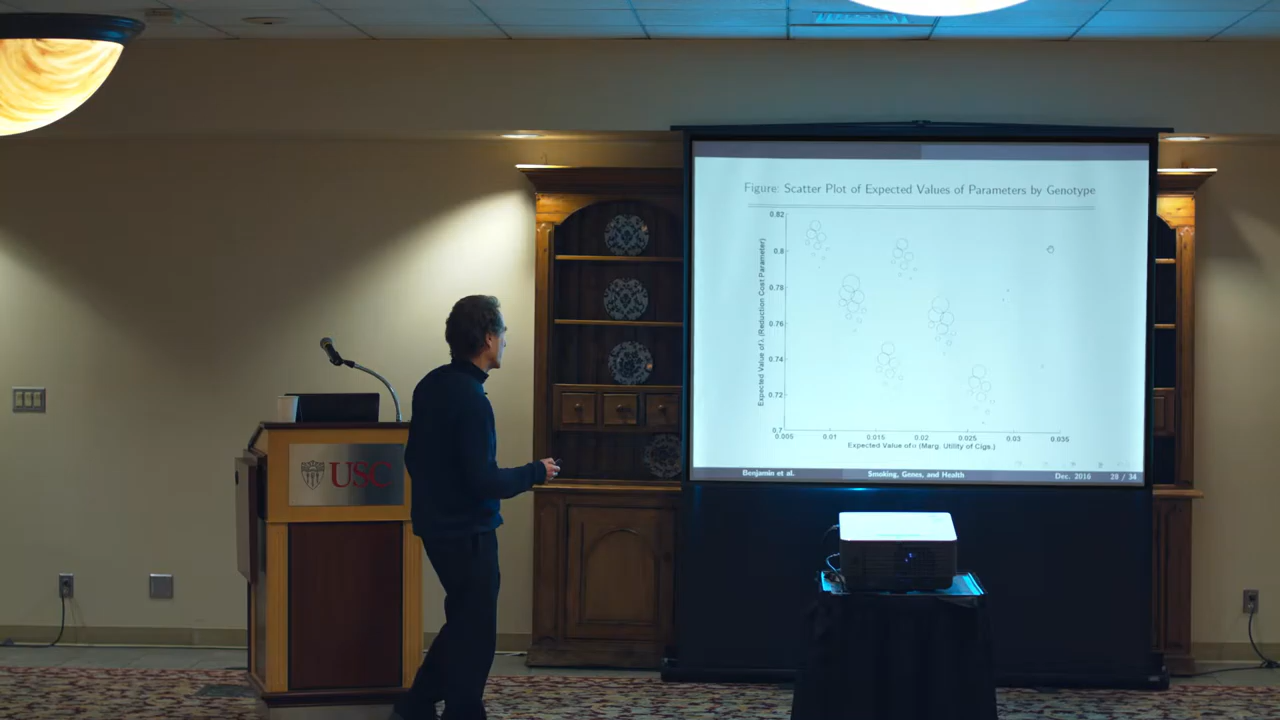 Figure: Scatter Plot of Expected Values of Parameters by Genotype
0.82
0.8
0.78
0.76
0.74
0.72
0.7
Expected Value of λ (Reduction Cost Parameter)
0.005 0.01 0.015 0.02 0.025 0.03 0.035
Expected Value of α (Marg. Utility of Cigs.)
Benjamin et al. Smoking, Genes, and Health Dec. 2016 28 / 34
USC